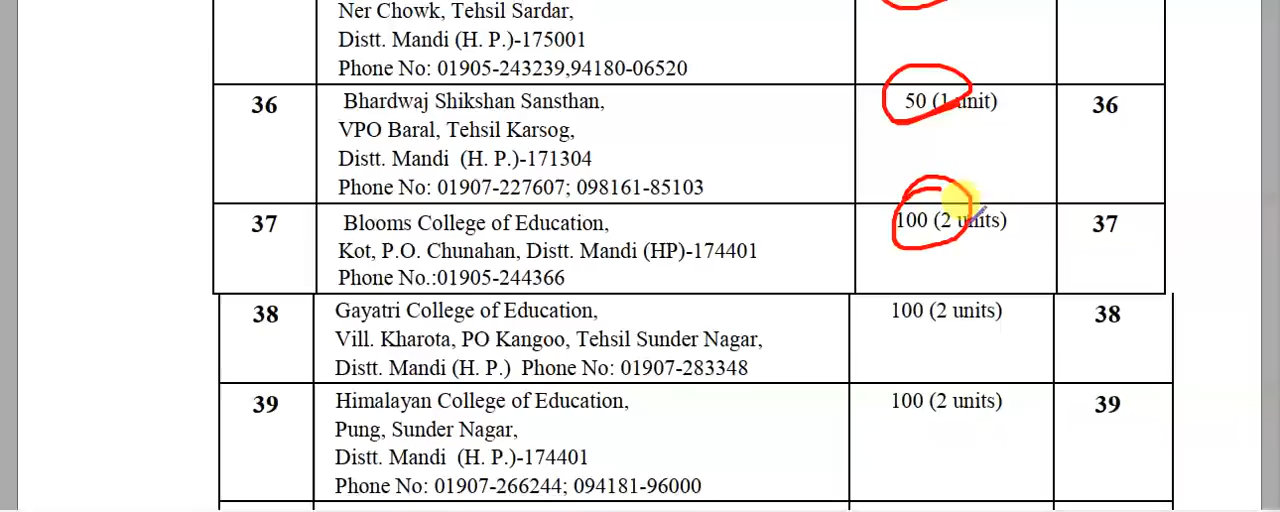 Ner Chowk, Tehsil Sardar,
Distt. Mandi (H. P.)-175001
Phone No: 01905-243239,94180-06520
36 Bhardwaj Shikshan Sansthan, 50 (1 unit) 36
VPO Baral, Tehsil Karsog,
Distt. Mandi (H. P.)-171304
Phone No: 01907-227607; 098161-85103
37 Blooms College of Education, 100 (2 units) 37
Kot, P.O. Chunahan, Distt. Mandi (HP)-174401
Phone No.:01905-244366
38 Gayatri College of Education, 100 (2 units) 38
Vill. Kharota, PO Kangoo, Tehsil Sunder Nagar,
Distt. Mandi (H. P.) Phone No: 01907-283348
39 Himalayan College of Education, 100 (2 units) 39
Pung, Sunder Nagar,
Distt. Mandi (H. P.)-174401
Phone No: 01907-266244; 094181-96000